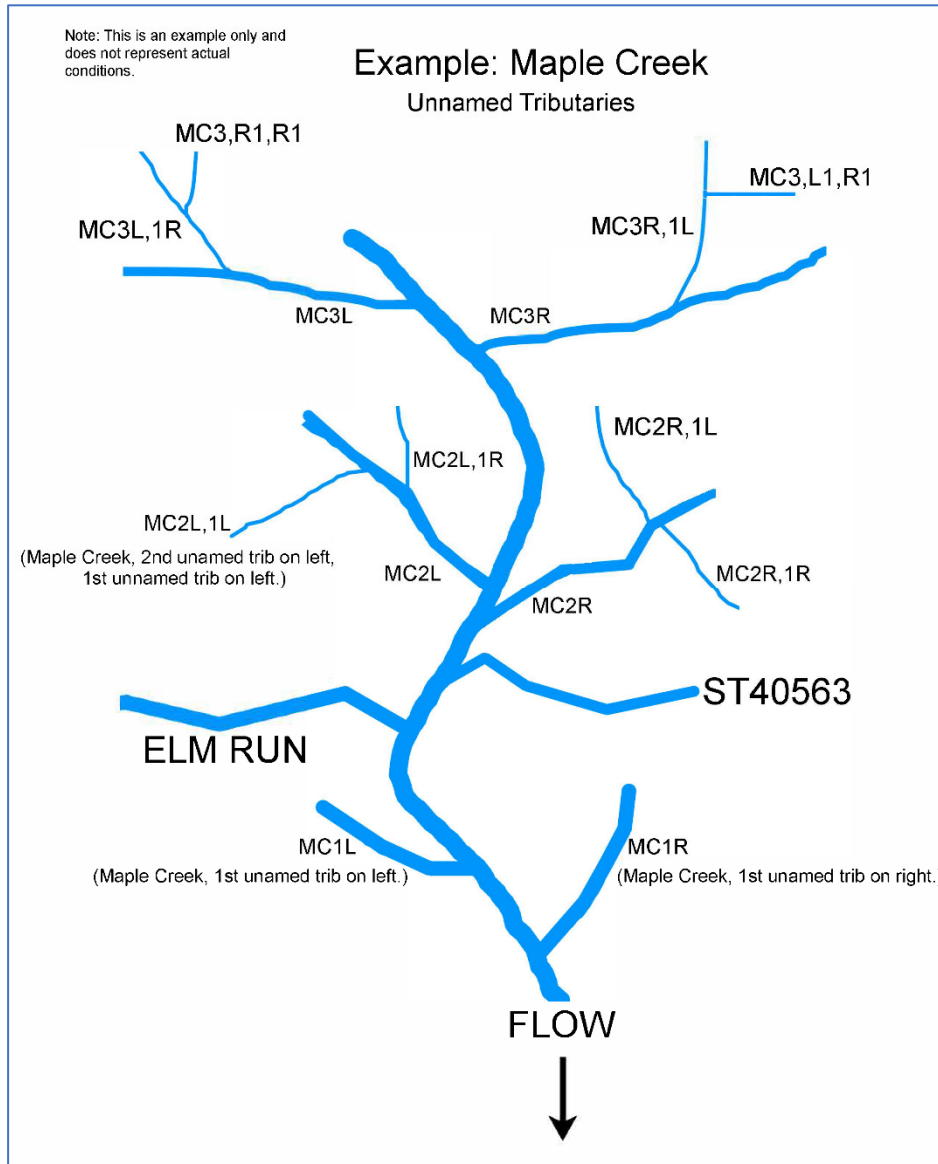 Note: This is an example only and
does not represent actual
conditions.
Example: Maple Creek
Unnamed Tributaries
MC3,R1,R1
MC3,L1,R1
MC3L,1R
MC3R,1L
MC3L
MC3R
MC2L,1R
MC2R,1L
MC2L,1L
(Maple Creek, 2nd unamed trib on left,
1st unnamed trib on left.)
MC2L
MC2R
MC2R,1R
ELM RUN
ST40563
MC1L
(Maple Creek, 1st unamed trib on left.)
MC1R
(Maple Creek, 1st unamed trib on right.
FLOW